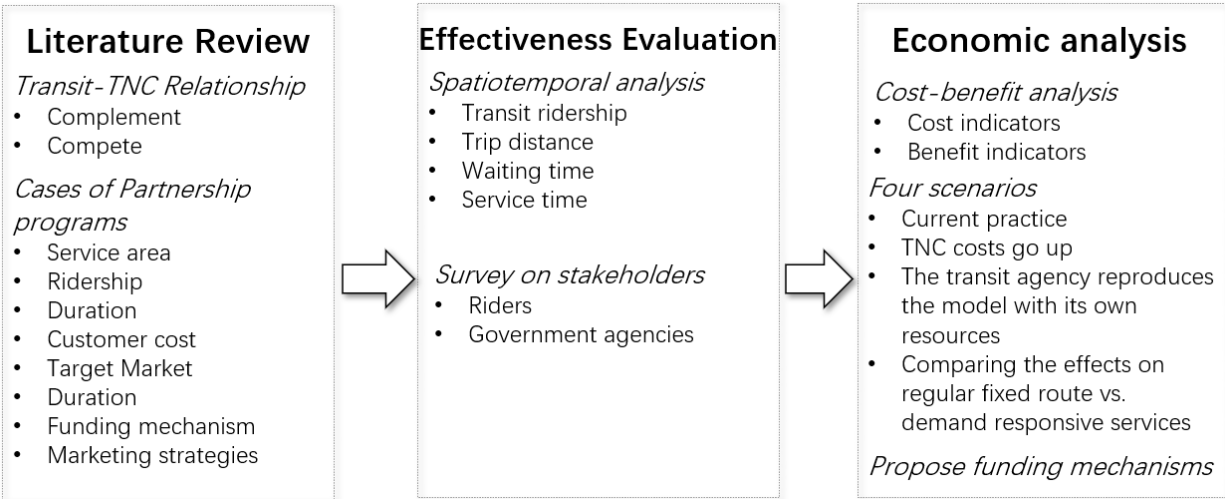 Literature Review
Transit-TNC Relationship
• Complement
• Compete
Cases of Partnership
programs
• Service area
• Ridership
• Duration
• Customer cost
• Target Market
• Duration
• Funding mechanism
• Marketing strategies
Effectiveness Evaluation
Spatiotemporal analysis
• Transit ridership
• Trip distance
• Waiting time
• Service time
Survey on stakeholders
• Riders
• Government agencies
Economic analysis
Cost-benefit analysis
• Cost indicators
• Benefit indicators
Four scenarios
• Current practice
• TNC costs go up
• The transit agency reproduces
the model with its own
resources
• Comparing the effects on
regular fixed route vs.
demand responsive services
Propose funding mechanisms